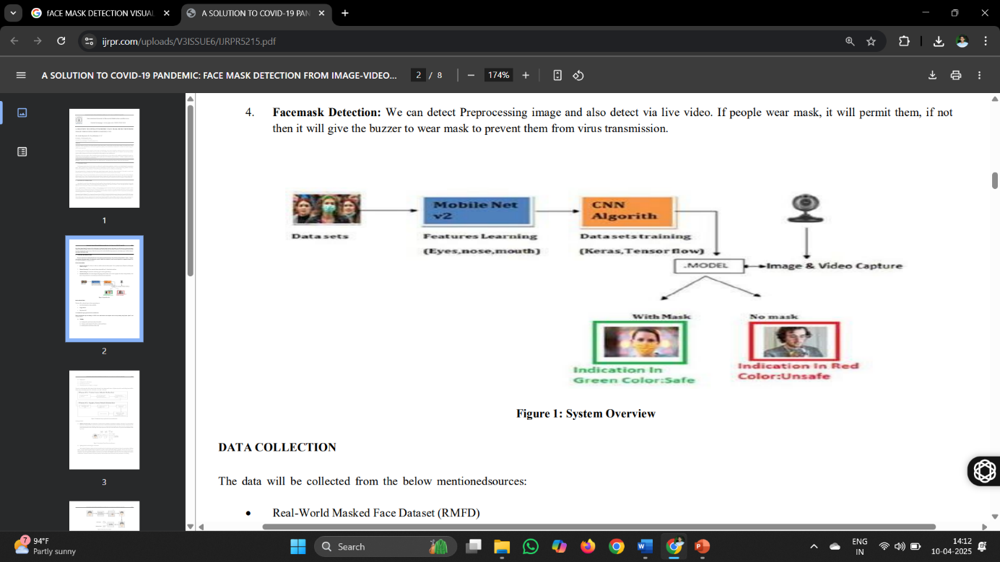 fACE MASK DETECTION VISUAL
A SOLUTION TO COVID-19 PAN
ijrpr.com/uploads/V3ISSUE6/IJRPR5215.pdf
A SOLUTION TO COVID-19 PANDEMIC: FACE MASK DETECTION FROM IMAGE-VIDEO...
2 / 8
174%
1
2
3
4. Facemask Detection: We can detect Preprocessing image and also detect via live video. If people wear mask, it will permit them, if not
then it will give the buzzer to wear mask to prevent them from virus transmission.
Mobile Net
v2
CNN
Algorith
Data sets
Features Learning
(Eyes,nose,mouth)
Data sets training
(Keras,Tensor flow)
.MODEL
Image & Video Capture
With Mask
No mask
Indication In
Green Color:Safe
Indication In Red
Color:Unsafe
Figure 1: System Overview
DATA COLLECTION
The data will be collected from the below mentionedsources:
• Real-World Masked Face Dataset (RMFD)
7
94°F
Partly sunny
Search
ENG
IN
14:12
10-04-2025